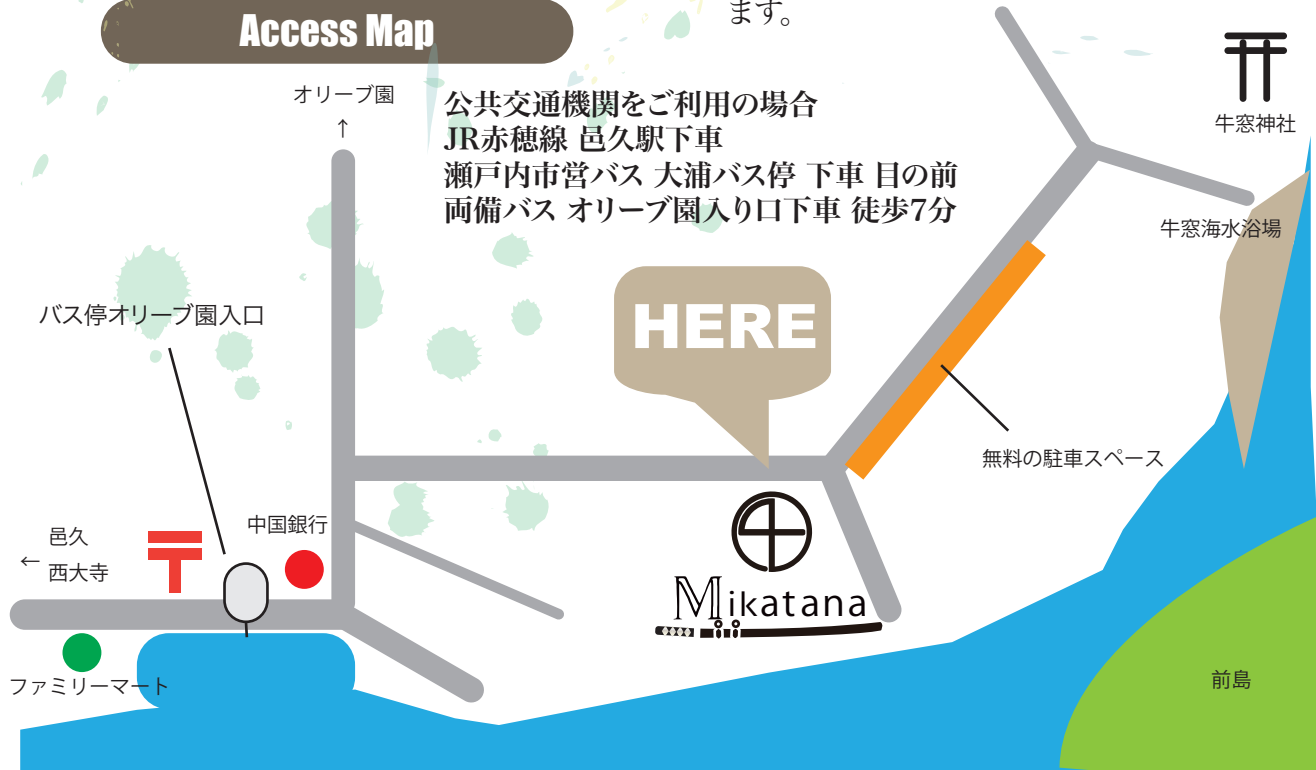 ます。
Access Map
オリーブ園
↑
公共交通機関をご利用の場合
JR赤穂線 邑久駅下車
瀬戸内市営バス 大浦バス停 下車 目の前
両備バス オリーブ園入り口下車 徒歩7分
牛窓神社
牛窓海水浴場
バス停オリーブ園入口
HERE
無料の駐車スペース
中国銀行
邑久
←
西大寺
Mikatana
ファミリーマート
前島